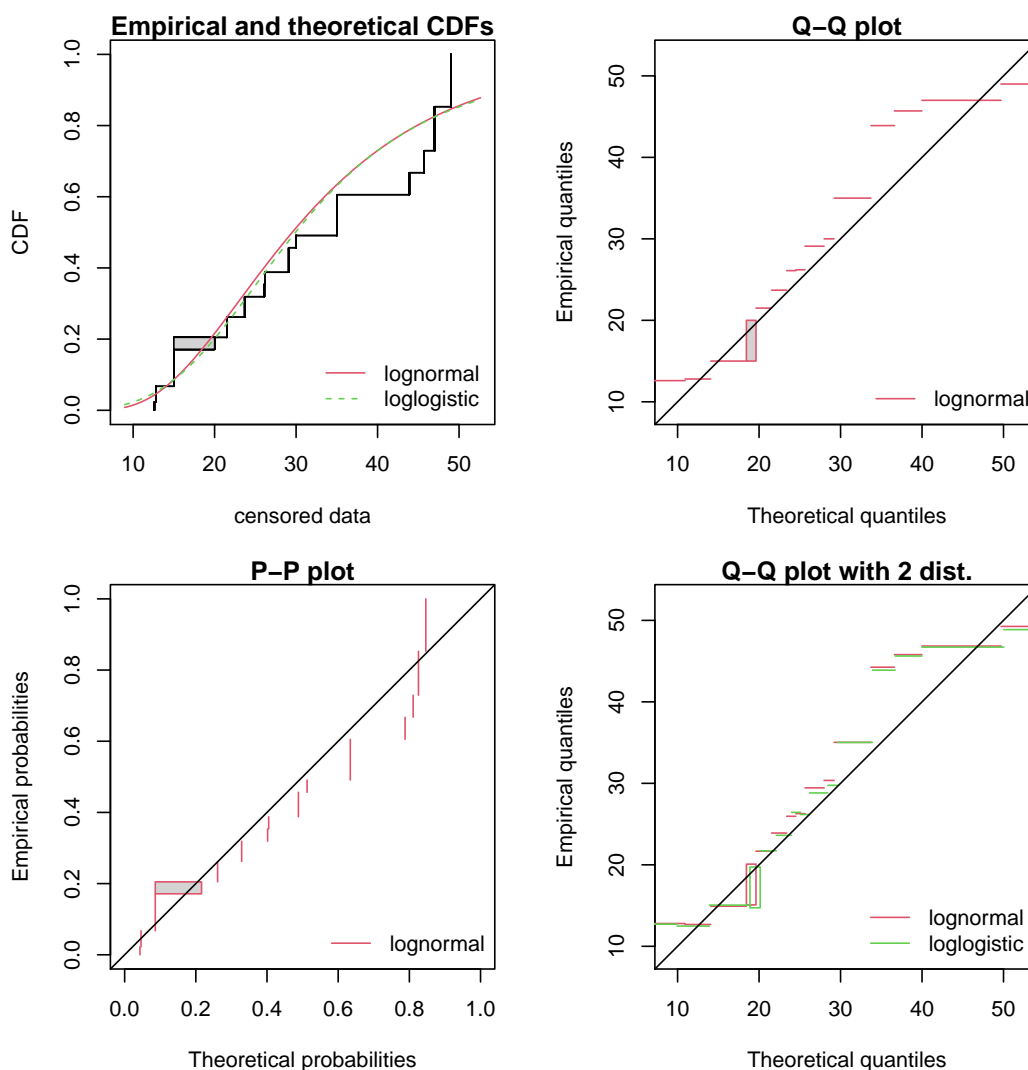 Empirical and theoretical CDFs
CDF
1.0
0.8
0.6
0.4
0.2
0.0
lognormal
loglogistic
10 20 30 40 50
censored data
Q−Q plot
Empirical quantiles
50
40
30
20
10
lognormal
10 20 30 40 50
Theoretical quantiles
P−P plot
Empirical probabilities
1.0
0.8
0.6
0.4
0.2
0.0
lognormal
0.0 0.2 0.4 0.6 0.8 1.0
Theoretical probabilities
Q−Q plot with 2 dist.
Empirical quantiles
50
40
30
20
10
lognormal
loglogistic
10 20 30 40 50
Theoretical quantiles